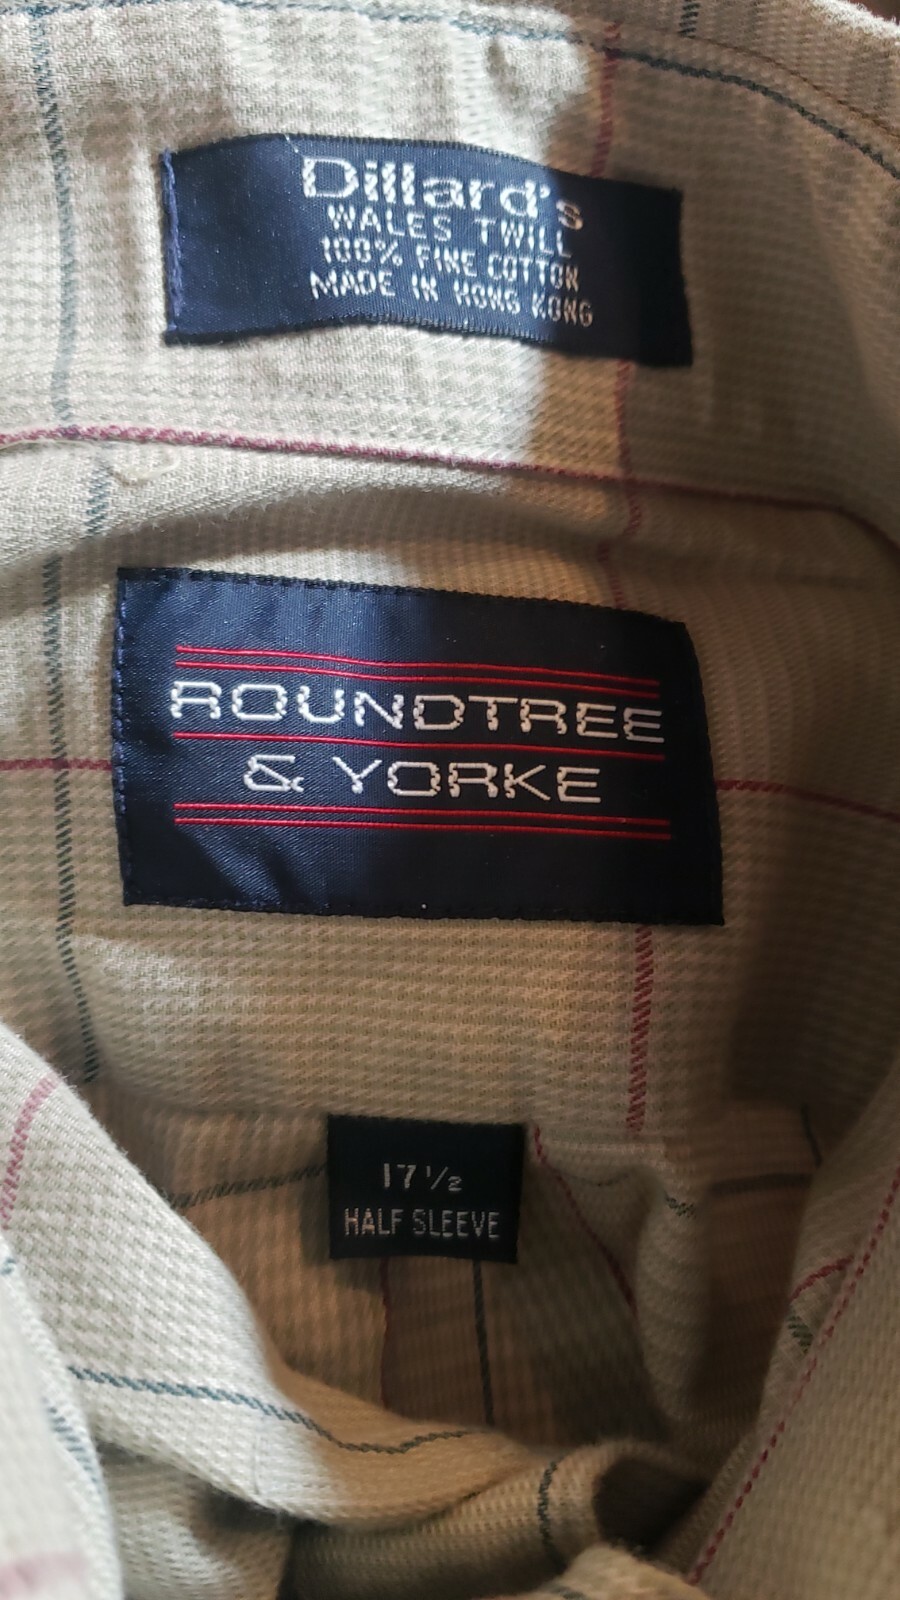 Dillard's
WALES TWILL
100% FINE COTTON
MADE IN HONG KONG
ROUNDTREE
& YORKE
17 1/2
HALF SLEEVE